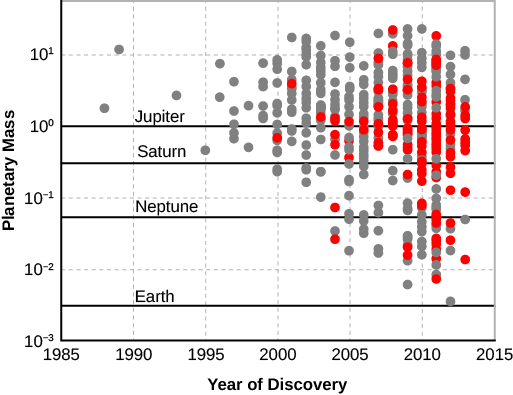 Planetary Mass
10¹
Jupiter
10⁰
Saturn
10⁻¹
Neptune
10⁻²
Earth
10⁻³
1985 1990 1995 2000 2005 2010 2015
Year of Discovery